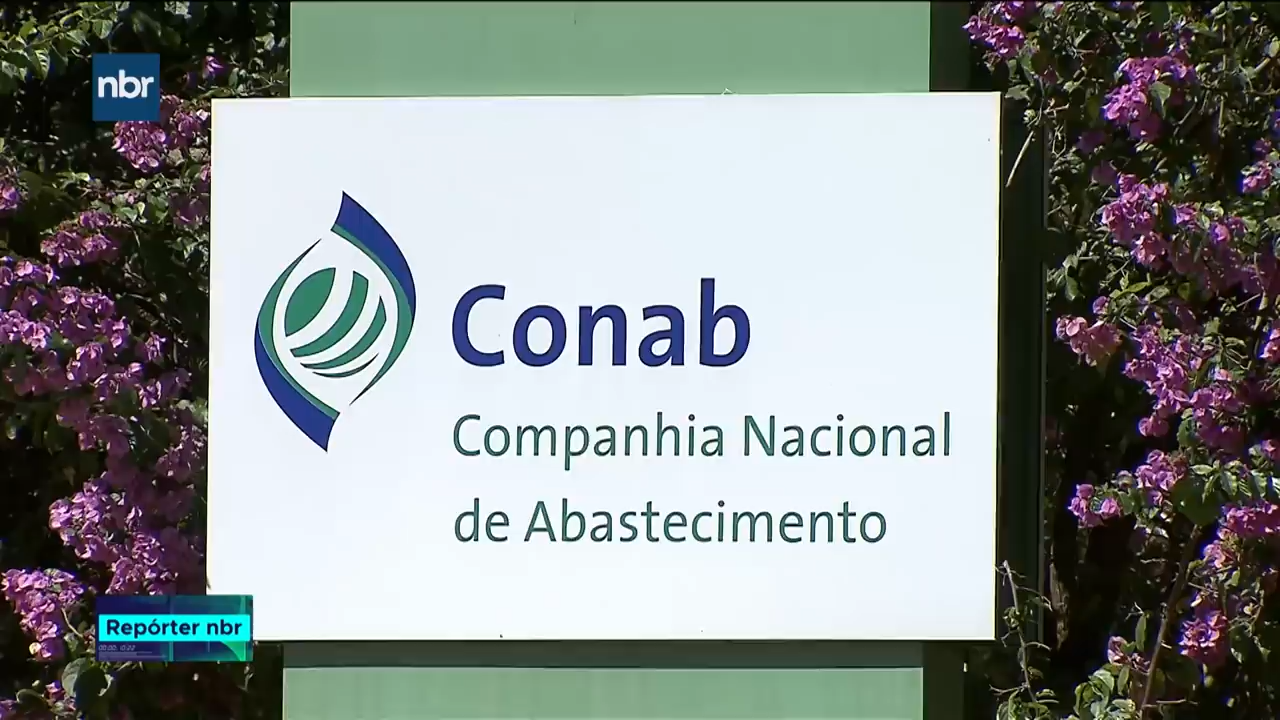 nbr
Conab
Companhia Nacional
de Abastecimento
Repórter nbr